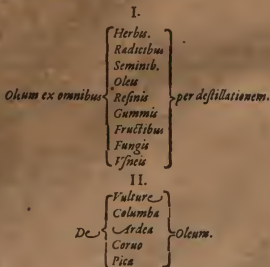 I.
Herbis.
Radicibus
Seminib.
Oleis
Oleum ex omnibus Resinis per destillationem.
Gummis
Fructibus
Fungis
Vsneis
II.
Vulture
Columba
De Ardea Oleum.
Coruo
Pica